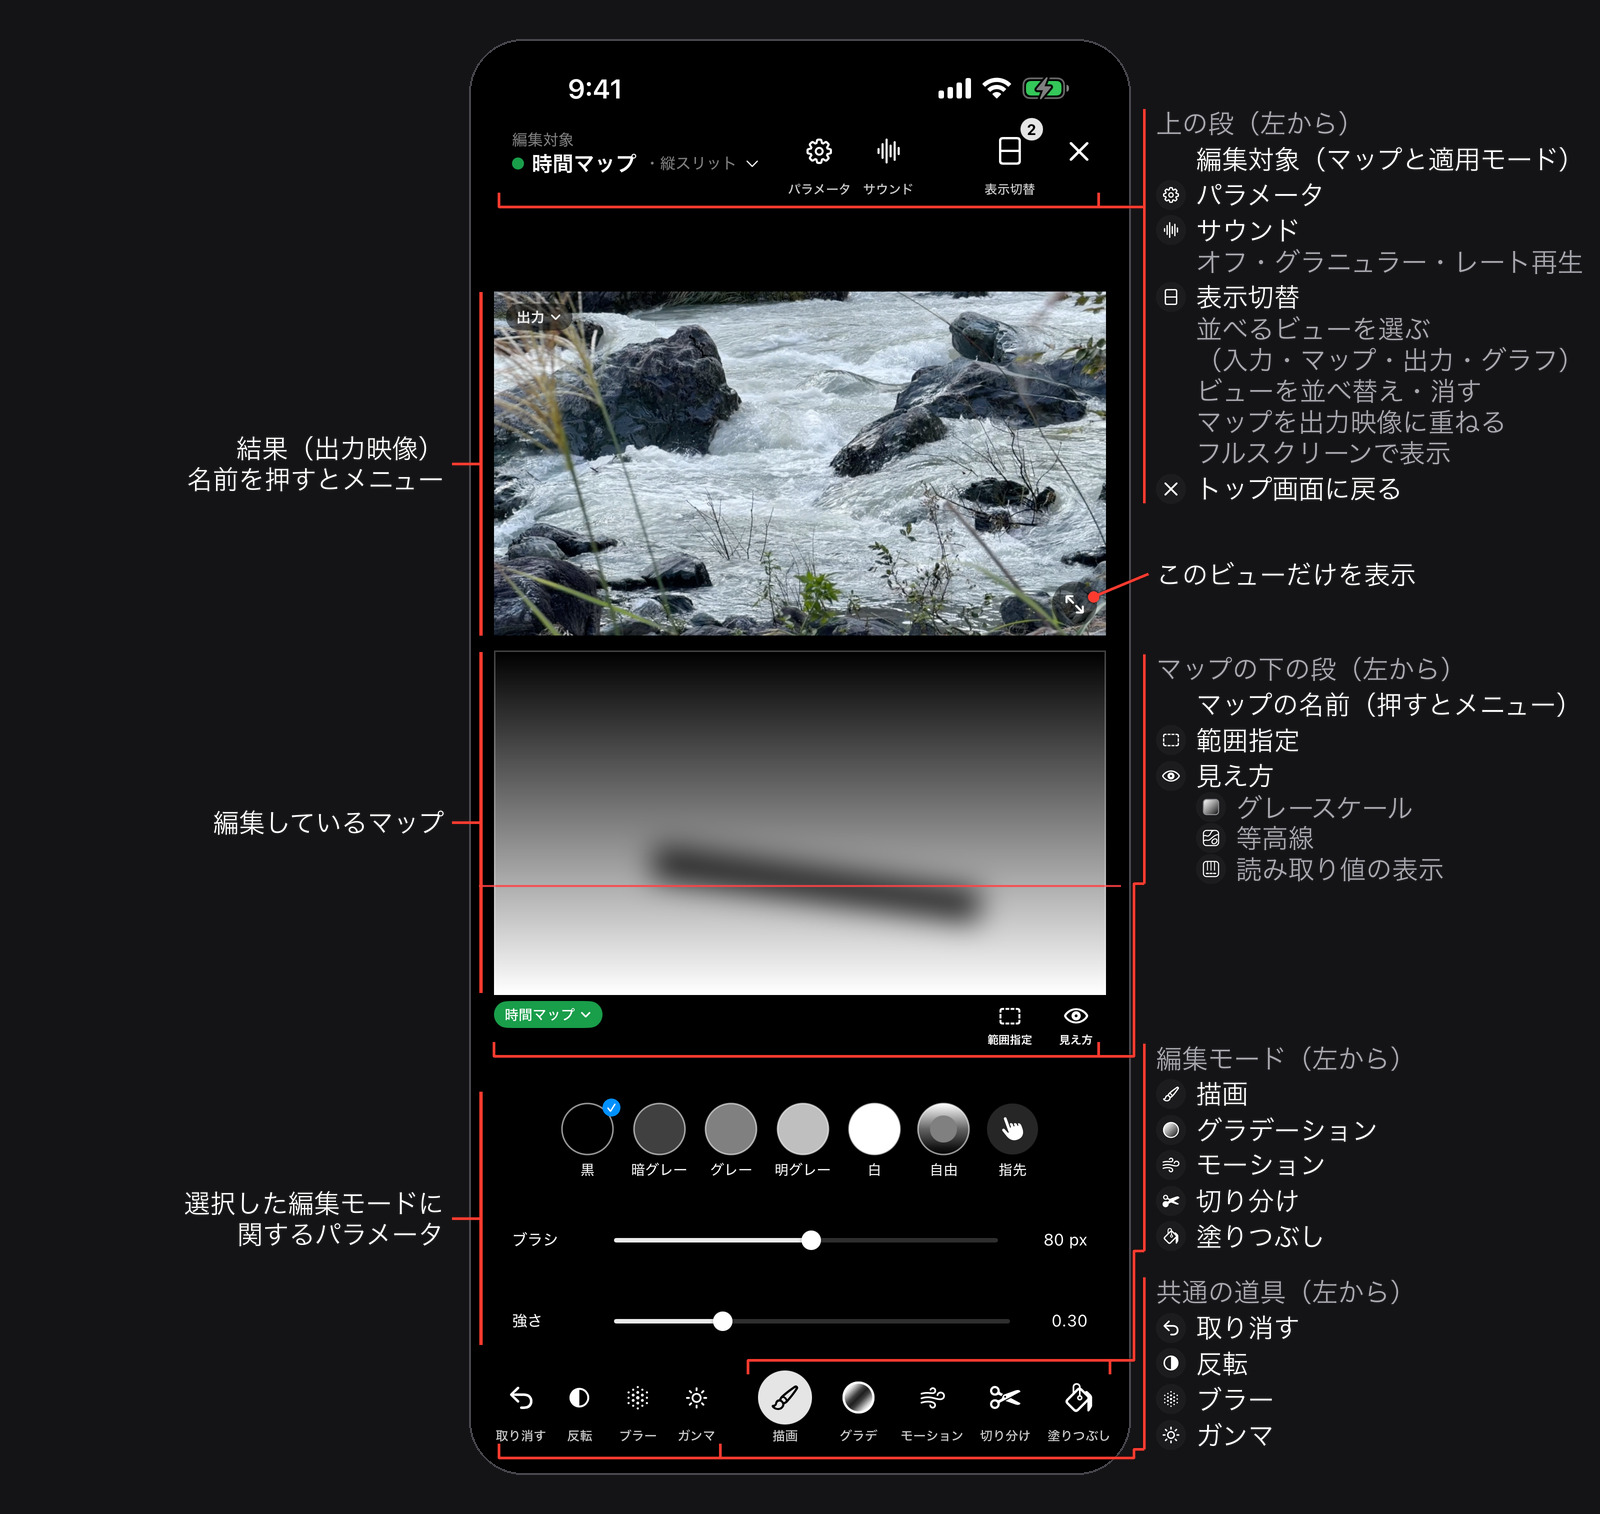 9:41
編集対象
時間マップ ・縦スリット
パラメータ
サウンド
2
表示切替
出力
時間マップ
範囲指定
見え方
黒
暗グレー
グレー
明グレー
白
自由
指先
ブラシ
80 px
強さ
0.30
取り消す
反転
ブラー
ガンマ
描画
グラデ
モーション
切り分け
塗りつぶし
結果（出力映像）
名前を押すとメニュー
編集しているマップ
選択した編集モードに
関するパラメータ
上の段（左から）
編集対象（マップと適用モード）
パラメータ
サウンド
オフ・グラニュラー・レート再生
表示切替
並べるビューを選ぶ
（入力・マップ・出力・グラフ）
ビューを並べ替え・消す
マップを出力映像に重ねる
フルスクリーンで表示
トップ画面に戻る
このビューだけを表示
マップの下の段（左から）
マップの名前（押すとメニュー）
範囲指定
見え方
グレースケール
等高線
読み取り値の表示
編集モード（左から）
描画
グラデーション
モーション
切り分け
塗りつぶし
共通の道具（左から）
取り消す
反転
ブラー
ガンマ